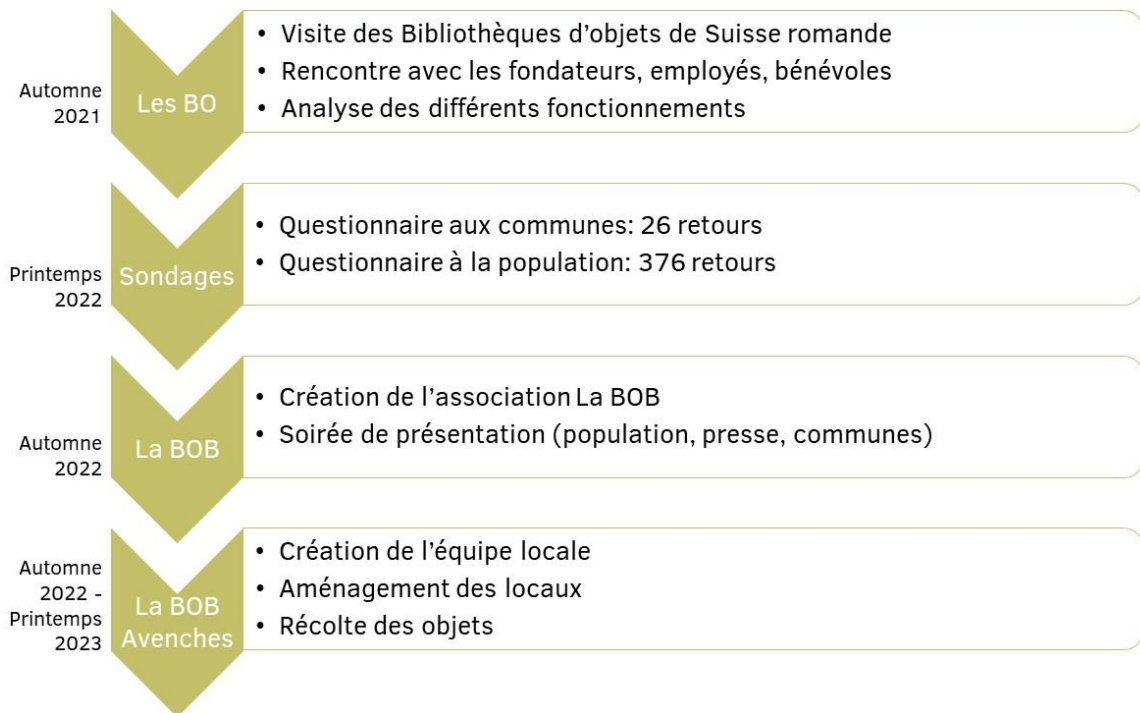 Automne
2021
Les BO
• Visite des Bibliothèques d'objets de Suisse romande
• Rencontre avec les fondateurs, employés, bénévoles
• Analyse des différents fonctionnements
Printemps
2022
Sondages
• Questionnaire aux communes: 26 retours
• Questionnaire à la population: 376 retours
Automne
2022
La BOB
• Création de l'association La BOB
• Soirée de présentation (population, presse, communes)
Automne
2022 -
Printemps
2023
La BOB
Avenches
• Création de l'équipe locale
• Aménagement des locaux
• Récolte des objets